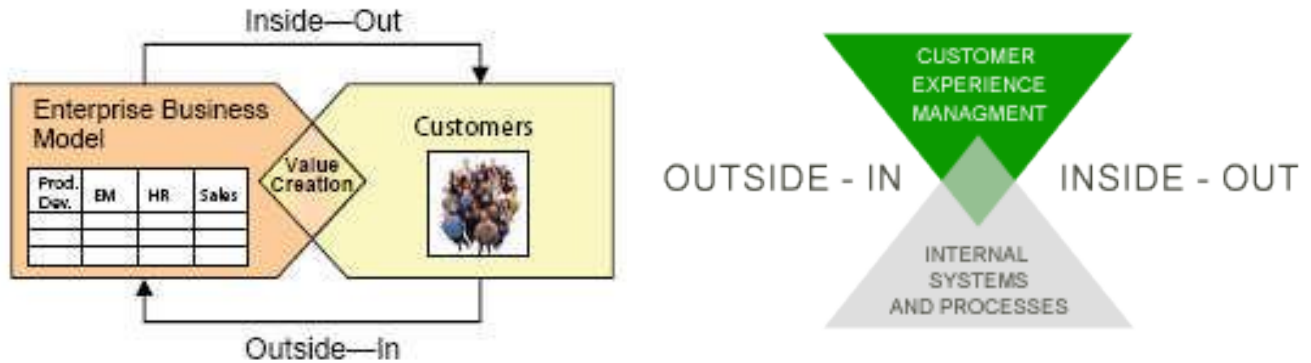 Inside—Out
Enterprise Business
Model
Prod.
Dev.
EM
HR
Sales
Value
Creation
Customers
Outside—In
CUSTOMER
EXPERIENCE
MANAGMENT
OUTSIDE - IN
INSIDE - OUT
INTERNAL
SYSTEMS
AND PROCESSES